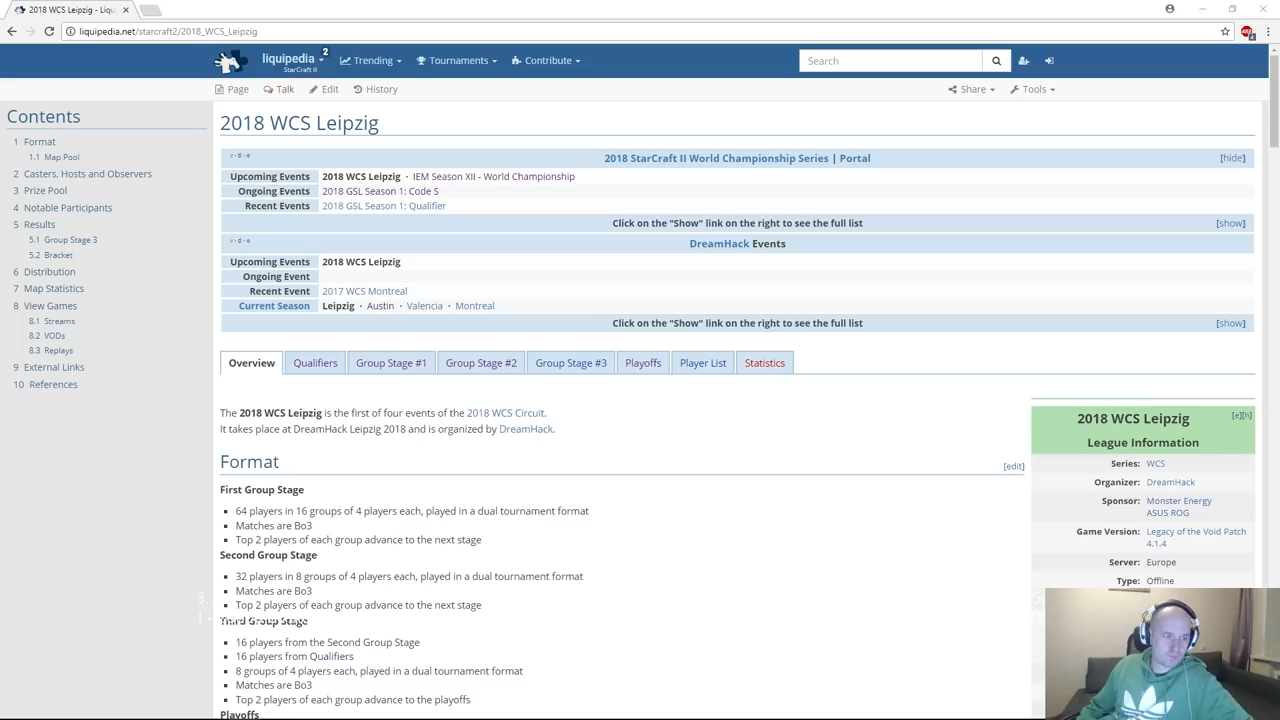 2018 WCS Leipzig - Liqu
liquipedia.net/starcraft2/2018_WCS_Leipzig
liquipedia 2
StarCraft II
Trending
Tournaments
Contribute
Search
Page
Talk
Edit
History
Share
Tools
Contents
1 Format
1.1 Map Pool
2 Casters, Hosts and Observers
3 Prize Pool
4 Notable Participants
5 Results
5.1 Group Stage 3
5.2 Bracket
6 Distribution
7 Map Statistics
8 View Games
8.1 Streams
8.2 VODs
8.3 Replays
9 External Links
10 References
2018 WCS Leipzig
v · d · e
2018 StarCraft II World Championship Series | Portal
[hide]
Upcoming Events 2018 WCS Leipzig · IEM Season XII - World Championship
Ongoing Events 2018 GSL Season 1: Code S
Recent Events 2018 GSL Season 1: Qualifier
Click on the "Show" link on the right to see the full list
[show]
v · d · e
DreamHack Events
Upcoming Events 2018 WCS Leipzig
Ongoing Event
Recent Event 2017 WCS Montreal
Current Season Leipzig · Austin · Valencia · Montreal
Click on the "Show" link on the right to see the full list
[show]
Overview
Qualifiers
Group Stage #1
Group Stage #2
Group Stage #3
Playoffs
Player List
Statistics
The 2018 WCS Leipzig is the first of four events of the 2018 WCS Circuit.
It takes place at DreamHack Leipzig 2018 and is organized by DreamHack.
Format
[edit]
First Group Stage
64 players in 16 groups of 4 players each, played in a dual tournament format
Matches are Bo3
Top 2 players of each group advance to the next stage
Second Group Stage
32 players in 8 groups of 4 players each, played in a dual tournament format
Matches are Bo3
Top 2 players of each group advance to the next stage
Third Group Stage
16 players from the Second Group Stage
16 players from Qualifiers
8 groups of 4 players each, played in a dual tournament format
Matches are Bo3
Top 2 players of each group advance to the playoffs
Playoffs
2018 WCS Leipzig
[e][h]
League Information
Series: WCS
Organizer: DreamHack
Sponsor: Monster Energy
ASUS ROG
Game Version: Legacy of the Void Patch
4.1.4
Server: Europe
Type: Offline